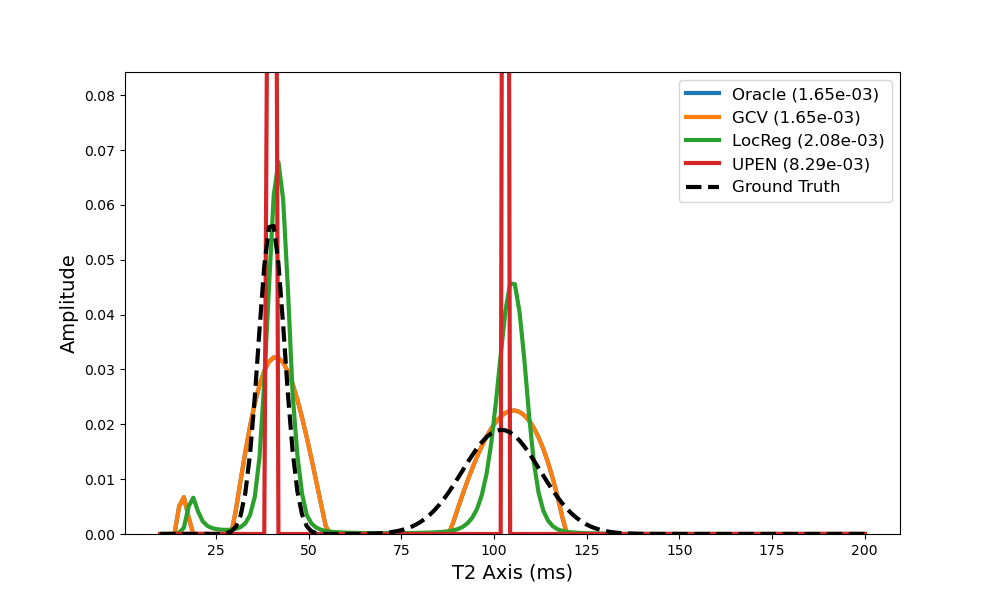 0.08
0.07
0.06
0.05
0.04
0.03
0.02
0.01
0.00
Amplitude
25
50
75
100
125
150
175
200
T2 Axis (ms)
Oracle (1.65e-03)
GCV (1.65e-03)
LocReg (2.08e-03)
UPEN (8.29e-03)
Ground Truth